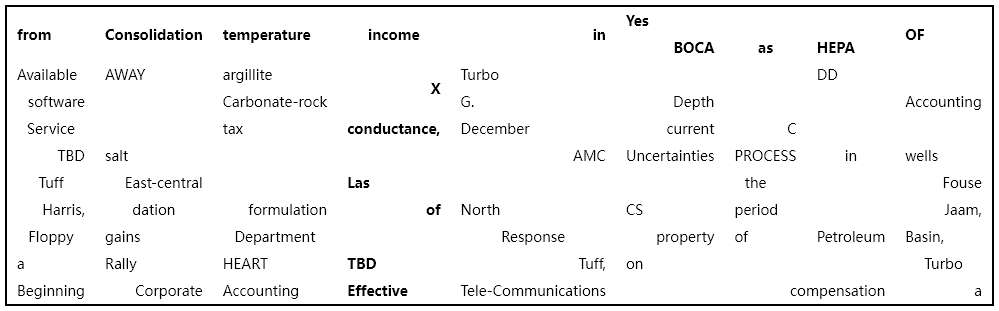 from Consolidation temperature income in Yes OF
BOCA as HEPA
Available AWAY argillite X Turbo DD
software Carbonate-rock G. Depth Accounting
Service tax conductance, December current C
TBD salt AMC Uncertainties PROCESS in wells
Tuff East-central Las the Fouse
Harris, dation formulation of North CS period Jaam,
Floppy gains Department Response property of Petroleum Basin,
a Rally HEART TBD Tuff, on Turbo
Beginning Corporate Accounting Effective Tele-Communications compensation a